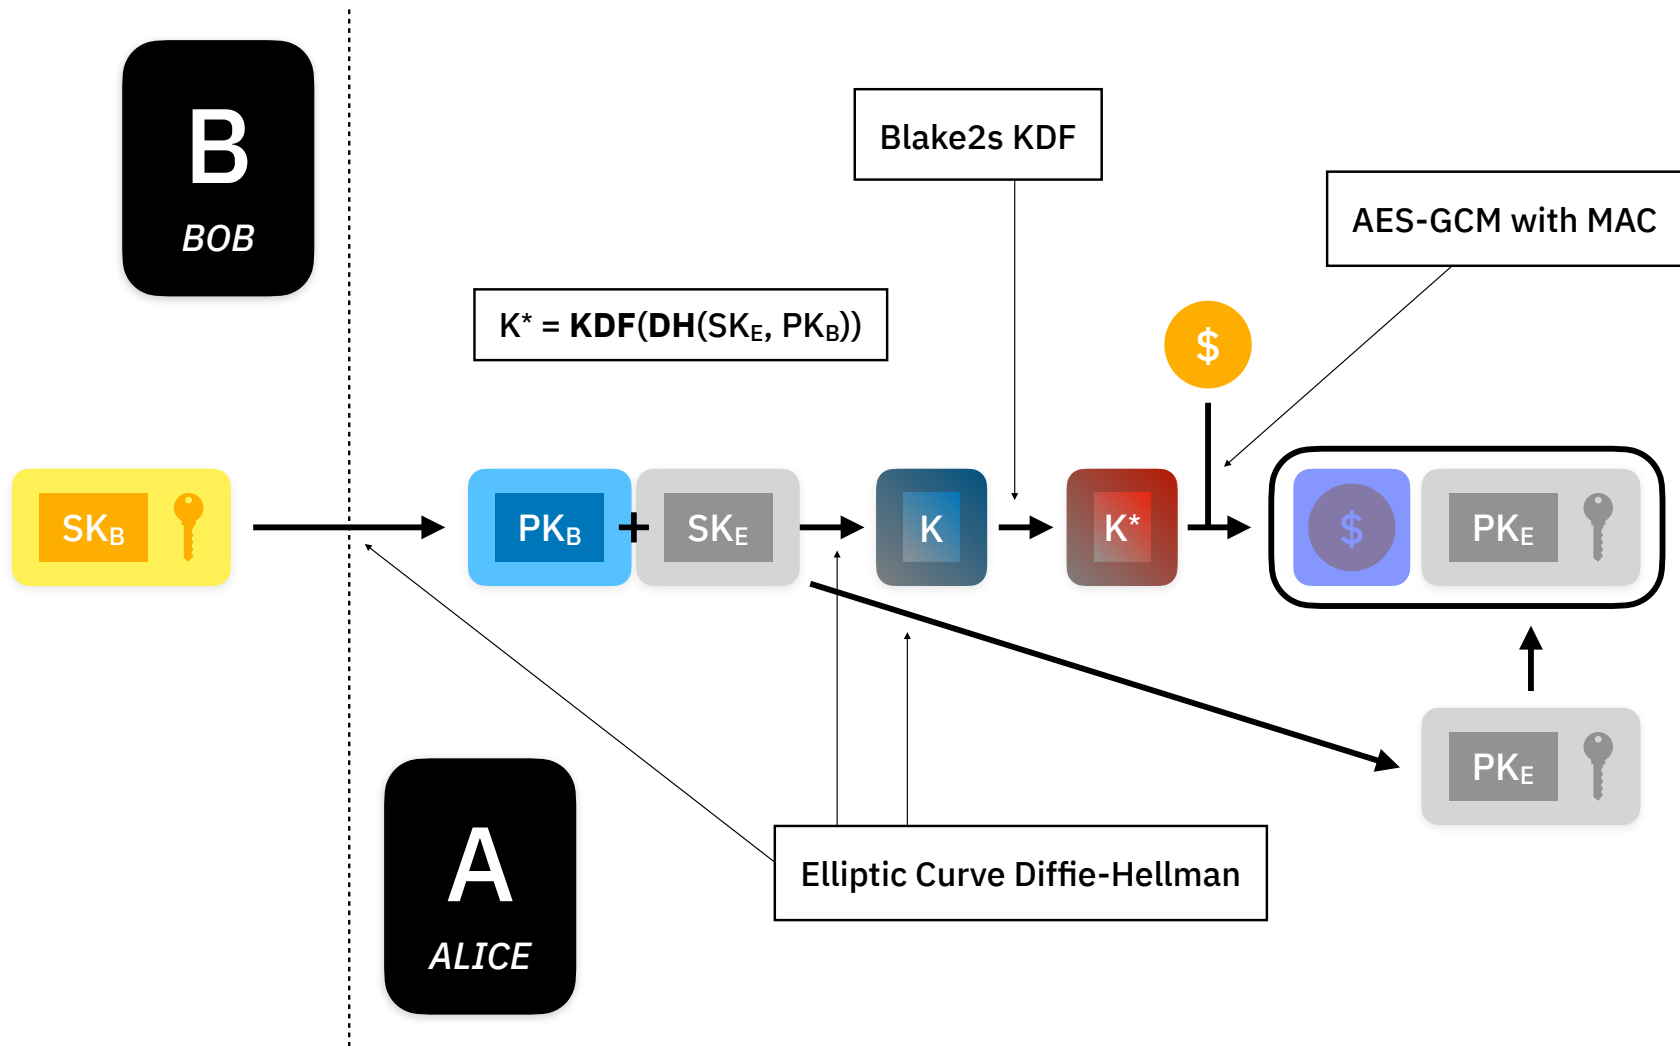 B
BOB
Blake2s KDF
AES-GCM with MAC
K* = KDF(DH(SKE, PKB))
$
SKB
PKB + SKE
K
K*
$
PKE
PKE
A
ALICE
Elliptic Curve Diffie-Hellman